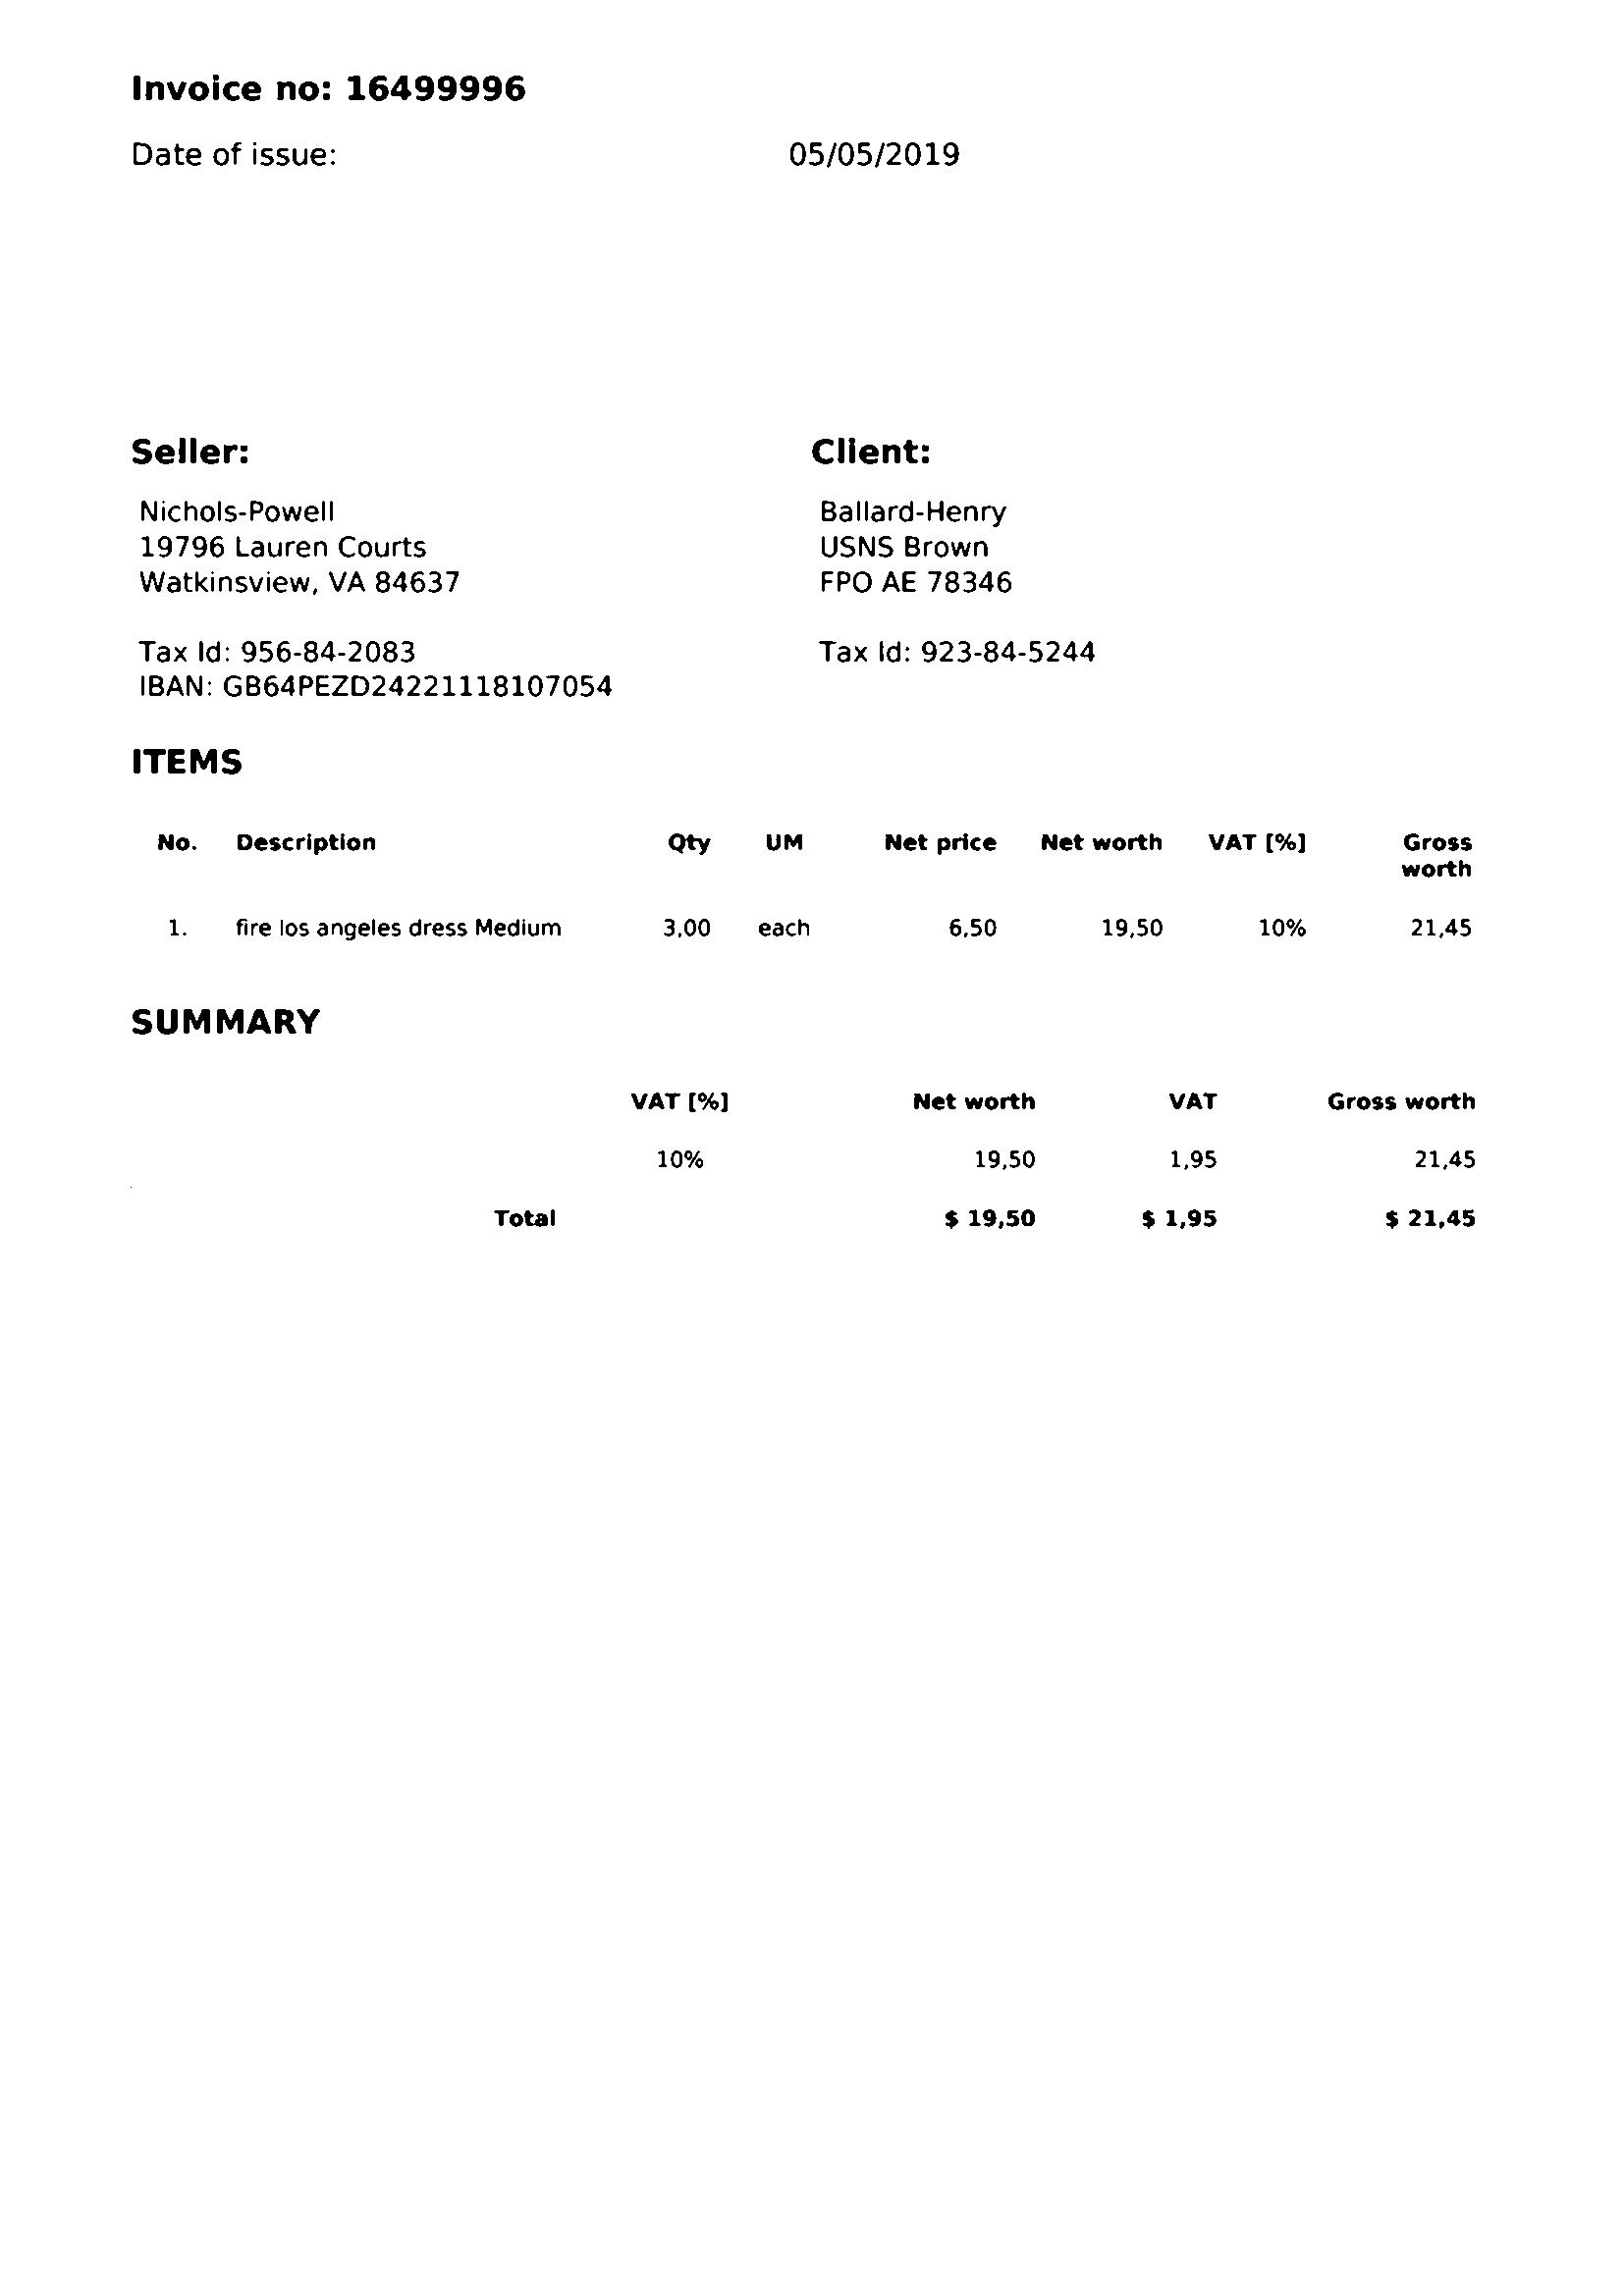 Invoice no: 16499996
Date of issue: 05/05/2019
Seller:
Nichols-Powell
19796 Lauren Courts
Watkinsview, VA 84637
Tax Id: 956-84-2083
IBAN: GB64PEZD24221118107054
Client:
Ballard-Henry
USNS Brown
FPO AE 78346
Tax Id: 923-84-5244
ITEMS
No. Description Qty UM Net price Net worth VAT [%] Gross worth
1. fire los angeles dress Medium 3,00 each 6,50 19,50 10% 21,45
SUMMARY
VAT [%] Net worth VAT Gross worth
10% 19,50 1,95 21,45
Total $ 19,50 $ 1,95 $ 21,45